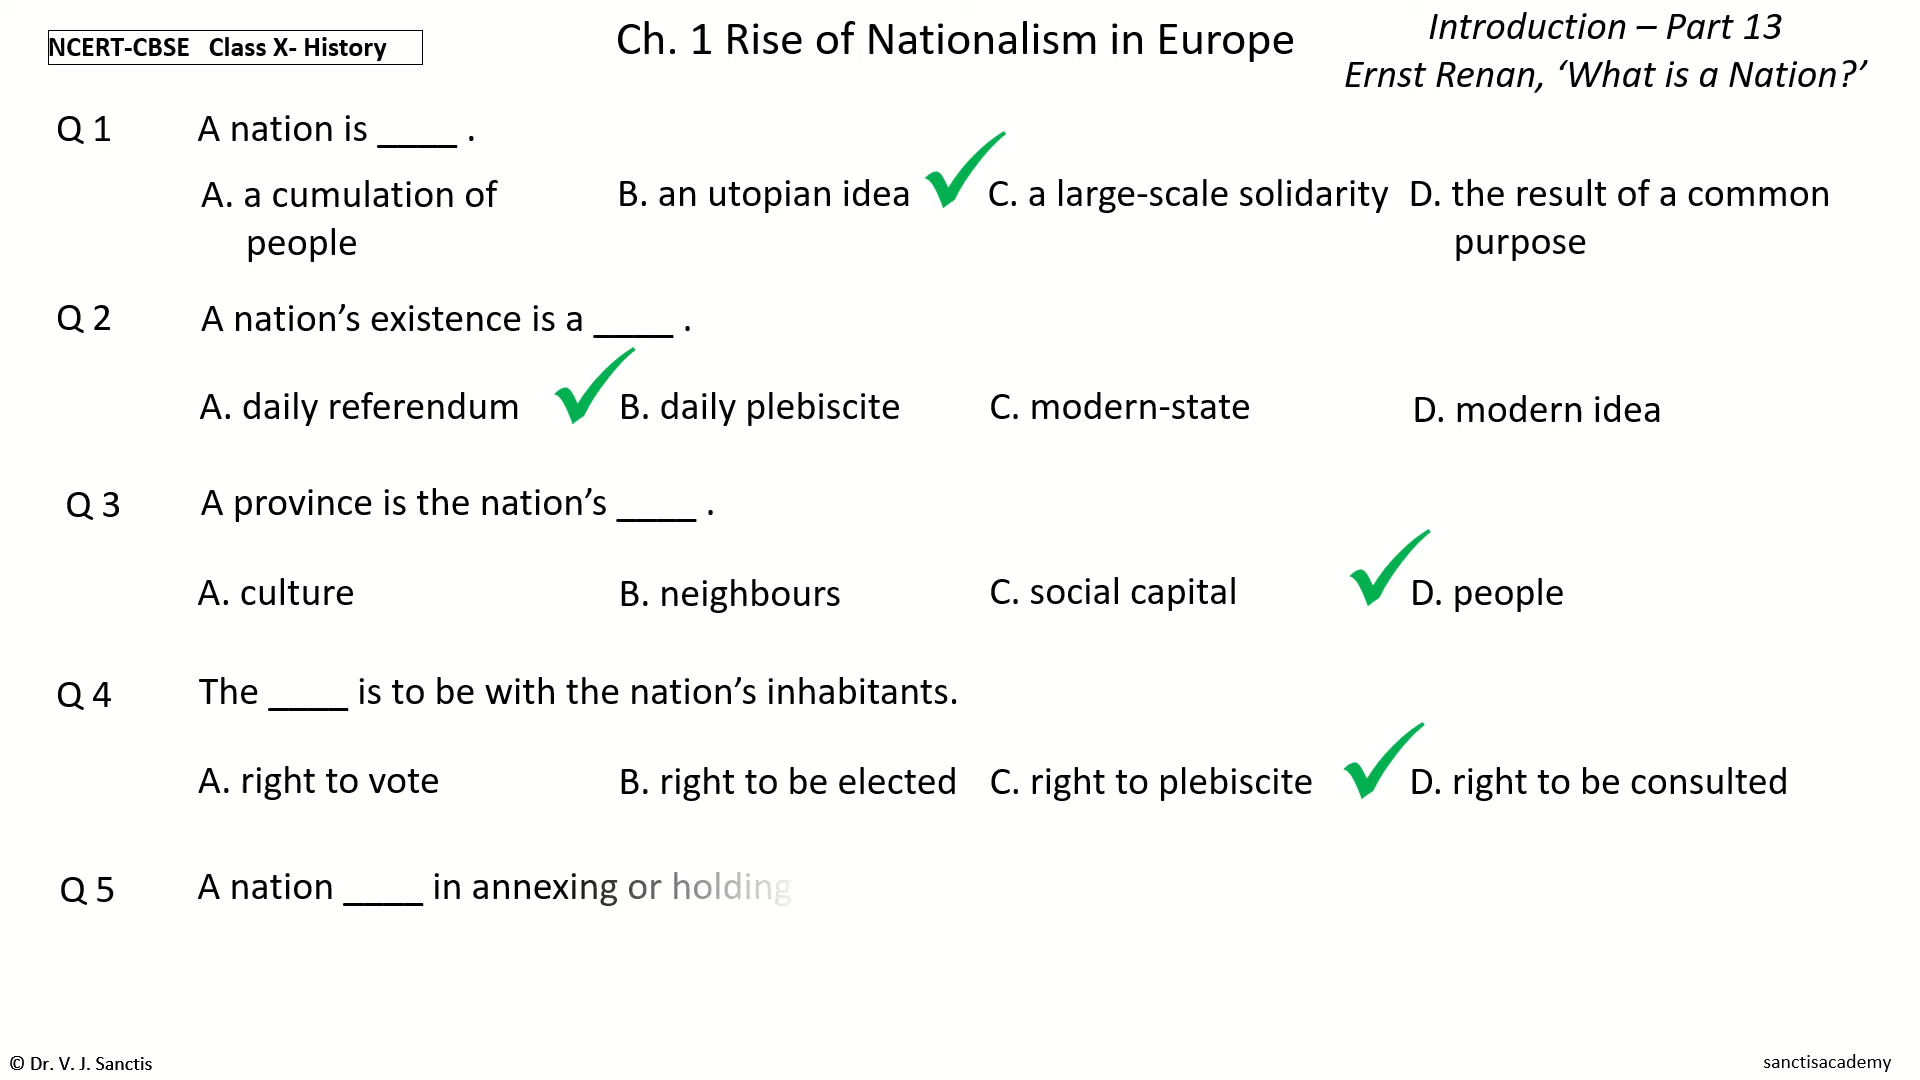 NCERT-CBSE Class X- History
Ch. 1 Rise of Nationalism in Europe
Introduction – Part 13
Ernst Renan, ‘What is a Nation?’
Q 1 A nation is ____ .
A. a cumulation of people
B. an utopian idea
C. a large-scale solidarity
D. the result of a common purpose
Q 2 A nation’s existence is a ____ .
A. daily referendum
B. daily plebiscite
C. modern-state
D. modern idea
Q 3 A province is the nation’s ____ .
A. culture
B. neighbours
C. social capital
D. people
Q 4 The ____ is to be with the nation’s inhabitants.
A. right to vote
B. right to be elected
C. right to plebiscite
D. right to be consulted
Q 5 A nation ____ in annexing or holding
© Dr. V. J. Sanctis
sanctisacademy